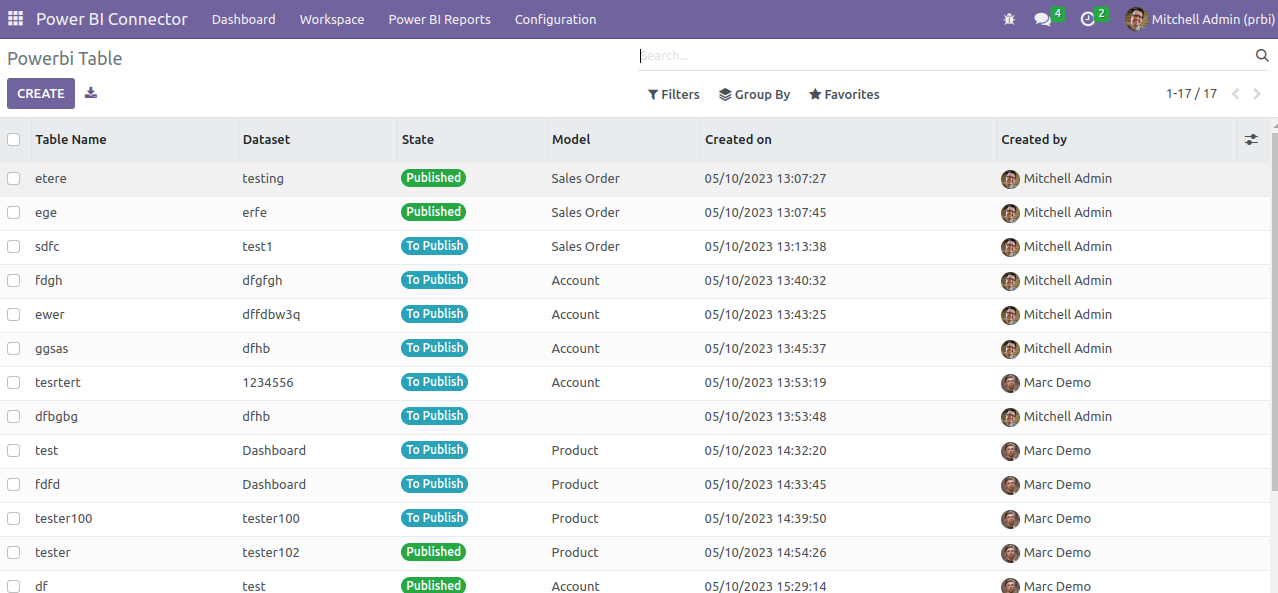 Power BI Connector Dashboard Workspace Power BI Reports Configuration 4 2 Mitchell Admin (prbi)
Powerbi Table Search...
CREATE Filters Group By Favorites 1-17 / 17
Table Name Dataset State Model Created on Created by
etere testing Published Sales Order 05/10/2023 13:07:27 Mitchell Admin
ege erfe Published Sales Order 05/10/2023 13:07:45 Mitchell Admin
sdfc test1 To Publish Sales Order 05/10/2023 13:13:38 Mitchell Admin
fdgh dfgfgh To Publish Account 05/10/2023 13:40:32 Mitchell Admin
ewer dffdbw3q To Publish Account 05/10/2023 13:43:25 Mitchell Admin
ggsas dfhb To Publish Account 05/10/2023 13:45:37 Mitchell Admin
tesrtert 1234556 To Publish Account 05/10/2023 13:53:19 Marc Demo
dfbgbg dfhb To Publish 05/10/2023 13:53:48 Mitchell Admin
test Dashboard To Publish Product 05/10/2023 14:32:20 Marc Demo
fdfd Dashboard To Publish Product 05/10/2023 14:33:45 Marc Demo
tester100 tester100 To Publish Product 05/10/2023 14:39:50 Marc Demo
tester tester102 Published Product 05/10/2023 14:54:26 Marc Demo
df test Published Account 05/10/2023 15:29:14 Marc Demo